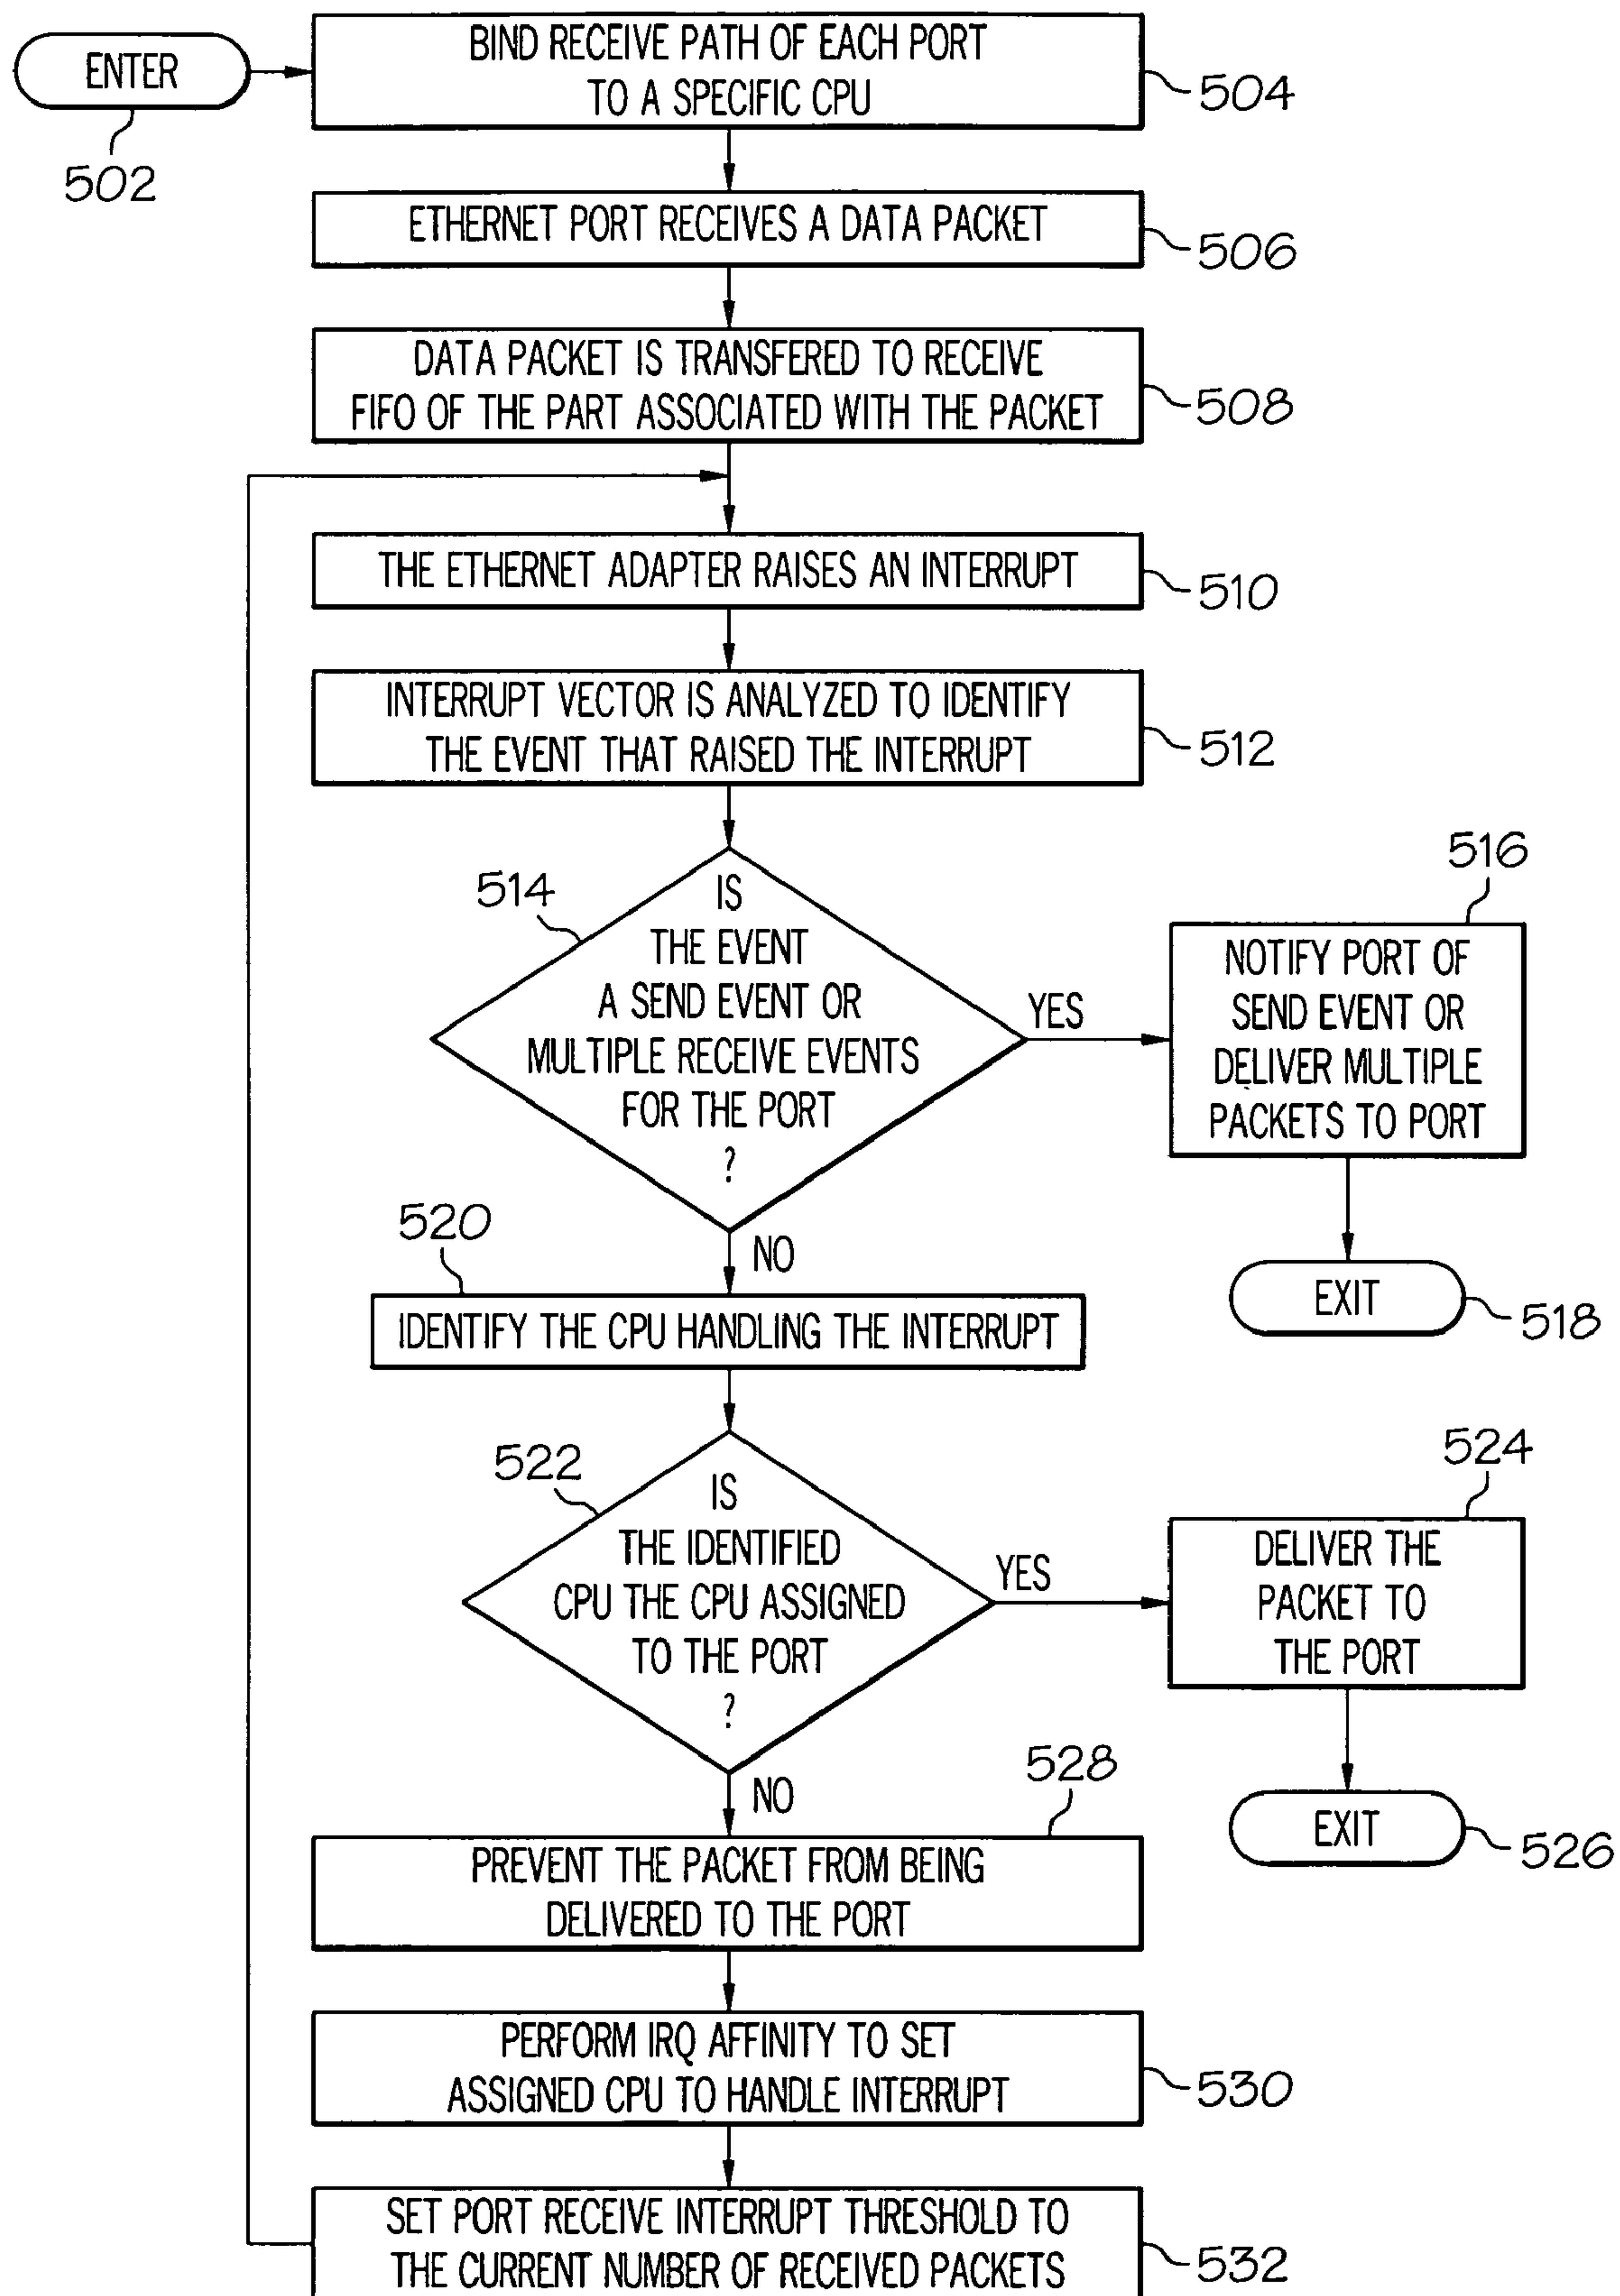 ENTER
502
BIND RECEIVE PATH OF EACH PORT
TO A SPECIFIC CPU
504
ETHERNET PORT RECEIVES A DATA PACKET
506
DATA PACKET IS TRANSFERED TO RECEIVE
FIFO OF THE PART ASSOCIATED WITH THE PACKET
508
THE ETHERNET ADAPTER RAISES AN INTERRUPT
510
INTERRUPT VECTOR IS ANALYZED TO IDENTIFY
THE EVENT THAT RAISED THE INTERRUPT
512
514
IS
THE EVENT
A SEND EVENT OR
MULTIPLE RECEIVE EVENTS
FOR THE PORT
?
YES
516
NOTIFY PORT OF
SEND EVENT OR
DELIVER MULTIPLE
PACKETS TO PORT
EXIT
518
NO
520
IDENTIFY THE CPU HANDLING THE INTERRUPT
522
IS
THE IDENTIFIED
CPU THE CPU ASSIGNED
TO THE PORT
?
YES
524
DELIVER THE
PACKET TO
THE PORT
EXIT
526
NO
528
PREVENT THE PACKET FROM BEING
DELIVERED TO THE PORT
PERFORM IRQ AFFINITY TO SET
ASSIGNED CPU TO HANDLE INTERRUPT
530
SET PORT RECEIVE INTERRUPT THRESHOLD TO
THE CURRENT NUMBER OF RECEIVED PACKETS
532